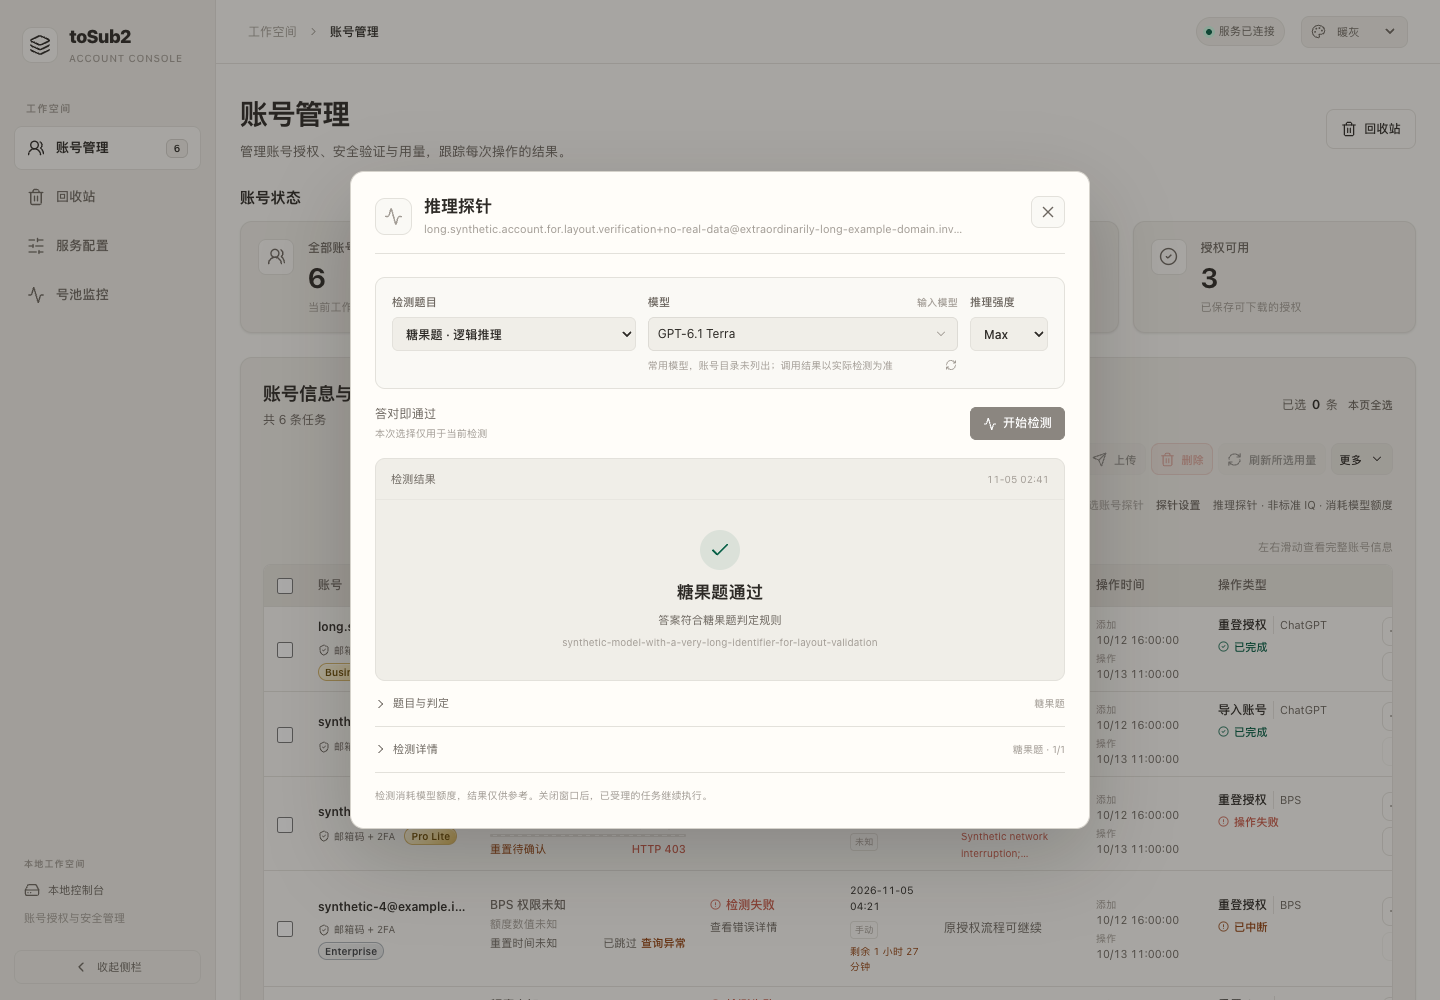 toSub2
ACCOUNT CONSOLE
工作空间
账号管理
6
回收站
服务配置
号池监控
本地工作空间
本地控制台
账号授权与安全管理
收起侧栏
工作空间 账号管理
服务已连接
暖灰
账号管理
管理账号授权、安全验证与用量，跟踪每次操作的结果。
回收站
账号状态
全部账号
6
当前工作
授权可用
3
已保存可下载的授权
账号信息与
共 6 条任务
已选 0 条 本页全选
上传
删除
刷新所选用量
更多
选账号探针 探针设置 推理探针 · 非标准 IQ · 消耗模型额度
左右滑动查看完整账号信息
推理探针
long.synthetic.account.for.layout.verification+no-real-data@extraordinarily-long-example-domain.inv...
检测题目
糖果题 · 逻辑推理
模型
输入模型
GPT-6.1 Terra
常用模型，账号目录未列出；调用结果以实际检测为准
推理强度
Max
答对即通过
本次选择仅用于当前检测
开始检测
检测结果
11-05 02:41
糖果题通过
答案符合糖果题判定规则
synthetic-model-with-a-very-long-identifier-for-layout-validation
题目与判定
糖果题
检测详情
糖果题 · 1/1
检测消耗模型额度，结果仅供参考。关闭窗口后，已受理的任务继续执行。
账号
操作时间
操作类型
long.s
邮箱
Busin
添加
10/12 16:00:00
操作
10/13 11:00:00
重登授权 ChatGPT
已完成
synth
邮箱
添加
10/12 16:00:00
操作
10/13 11:00:00
导入账号 ChatGPT
已完成
synth
邮箱码 + 2FA
Pro Lite
重置待确认
HTTP 403
未知
Synthetic network
interruption;...
添加
10/12 16:00:00
操作
10/13 11:00:00
重登授权 BPS
操作失败
synthetic-4@example.i...
邮箱码 + 2FA
Enterprise
BPS 权限未知
额度数值未知
重置时间未知
已跳过 查询异常
检测失败
查看错误详情
2026-11-05
04:21
手动
剩余 1 小时 27
分钟
原授权流程可继续
添加
10/12 16:00:00
操作
10/13 11:00:00
重登授权 BPS
已中断